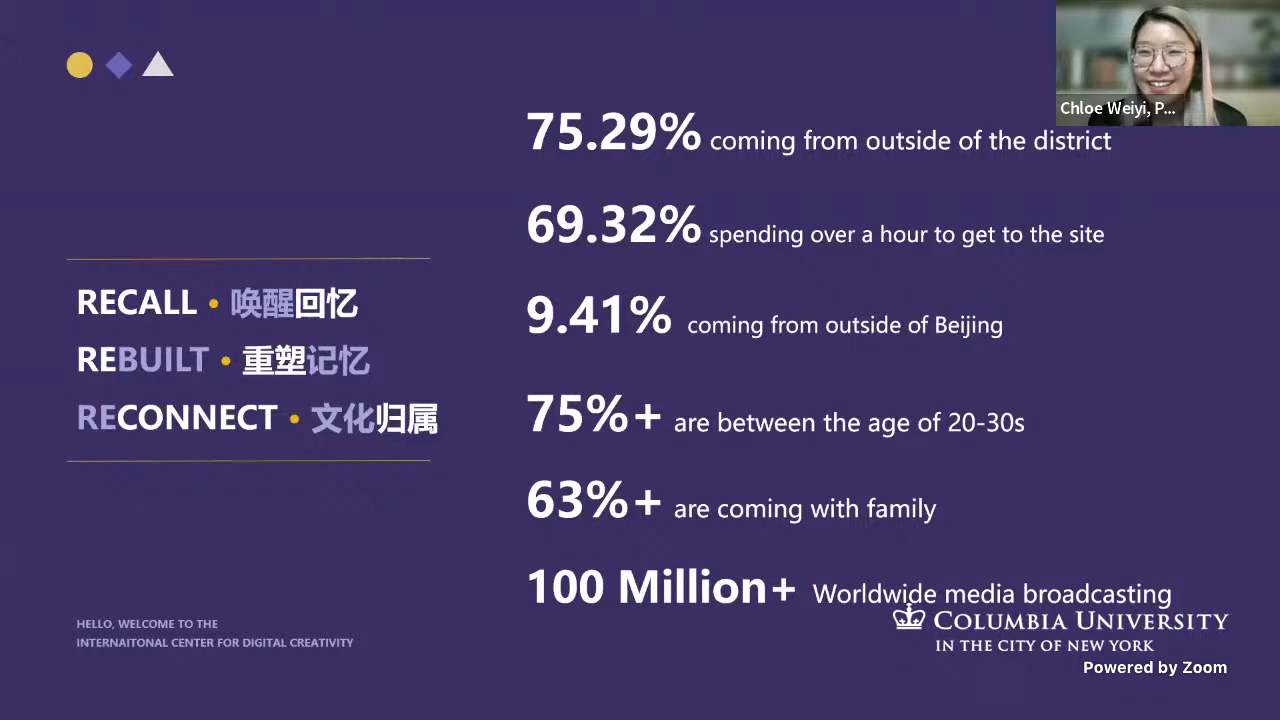 Chloe Weiyi, P...
75.29% coming from outside of the district
69.32% spending over a hour to get to the site
9.41% coming from outside of Beijing
75%+ are between the age of 20-30s
63%+ are coming with family
100 Million+ Worldwide media broadcasting
RECALL • 唤醒回忆
REBUILT • 重塑记忆
RECONNECT • 文化归属
HELLO, WELCOME TO THE
INTERNAITONAL CENTER FOR DIGITAL CREATIVITY
COLUMBIA UNIVERSITY
IN THE CITY OF NEW YORK
Powered by Zoom